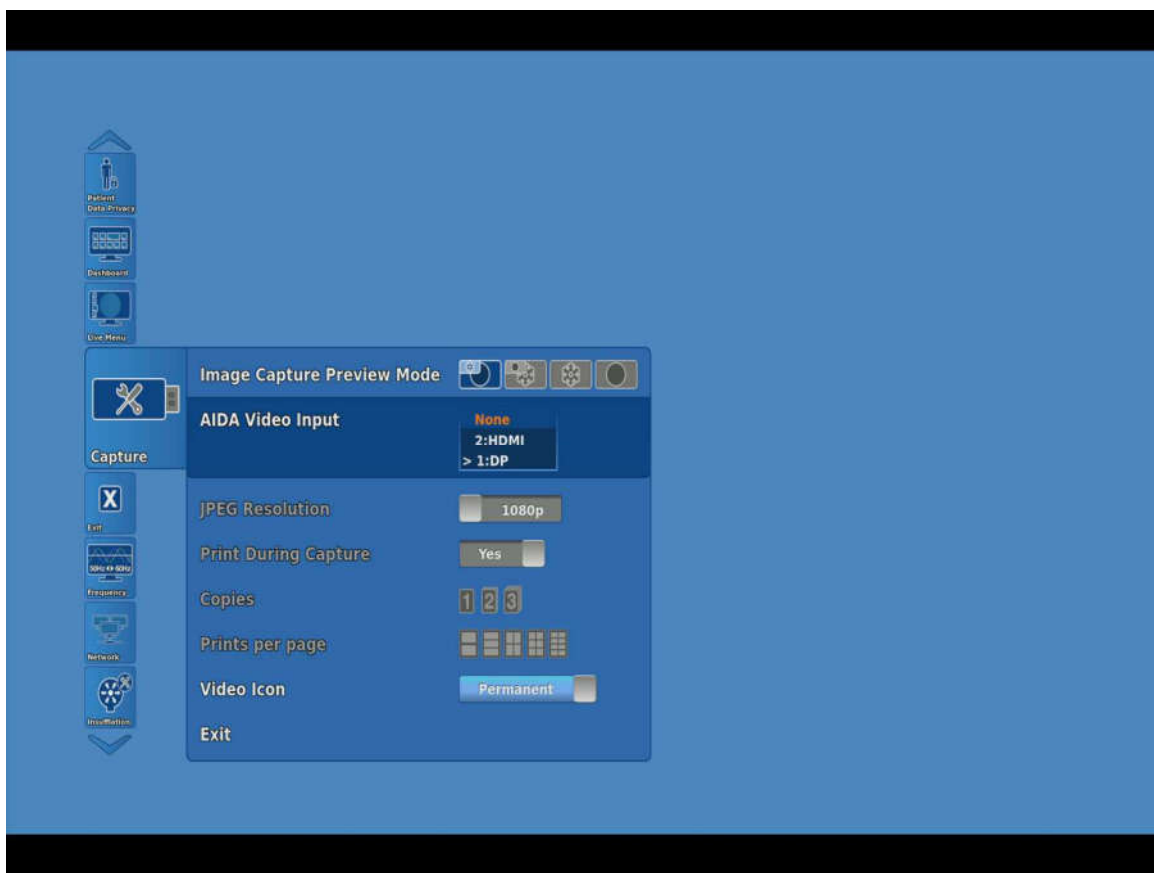 Patient
Data Privacy
Dashboard
Live Menu
Image Capture Preview Mode
AIDA Video Input
None
2:HDMI
> 1:DP
Capture
X
Exit
JPEG Resolution
1080p
Print During Capture
Yes
50Hz 60Hz
Frequency
Copies
1 2 3
Network
Prints per page
Insufflation
Video Icon
Permanent
Exit